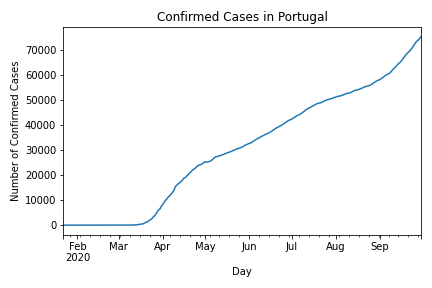 Confirmed Cases in Portugal
Number of Confirmed Cases
70000
60000
50000
40000
30000
20000
10000
0
Feb Mar Apr May Jun Jul Aug Sep
2020
Day